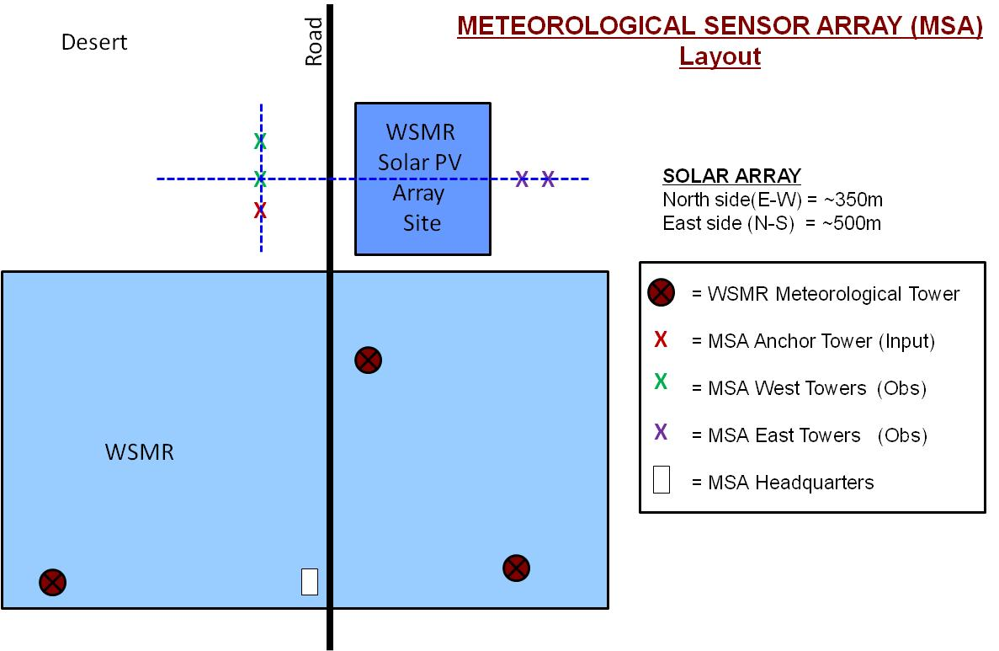 METEOROLOGICAL SENSOR ARRAY (MSA)
Layout
Desert
Road
WSMR
Solar PV
Array
Site
X
X
X
X X
SOLAR ARRAY
North side(E-W) = ~350m
East side (N-S) = ~500m
= WSMR Meteorological Tower
X = MSA Anchor Tower (Input)
X = MSA West Towers (Obs)
X = MSA East Towers (Obs)
= MSA Headquarters
WSMR